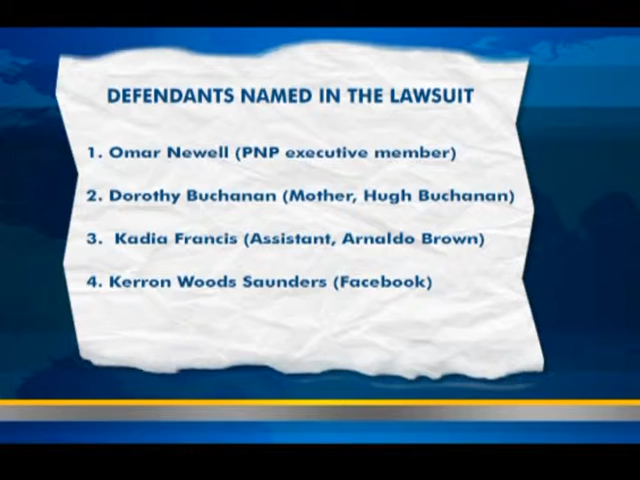 DEFENDANTS NAMED IN THE LAWSUIT
1. Omar Newell (PNP executive member)
2. Dorothy Buchanan (Mother, Hugh Buchanan)
3. Kadia Francis (Assistant, Arnaldo Brown)
4. Kerron Woods Saunders (Facebook)